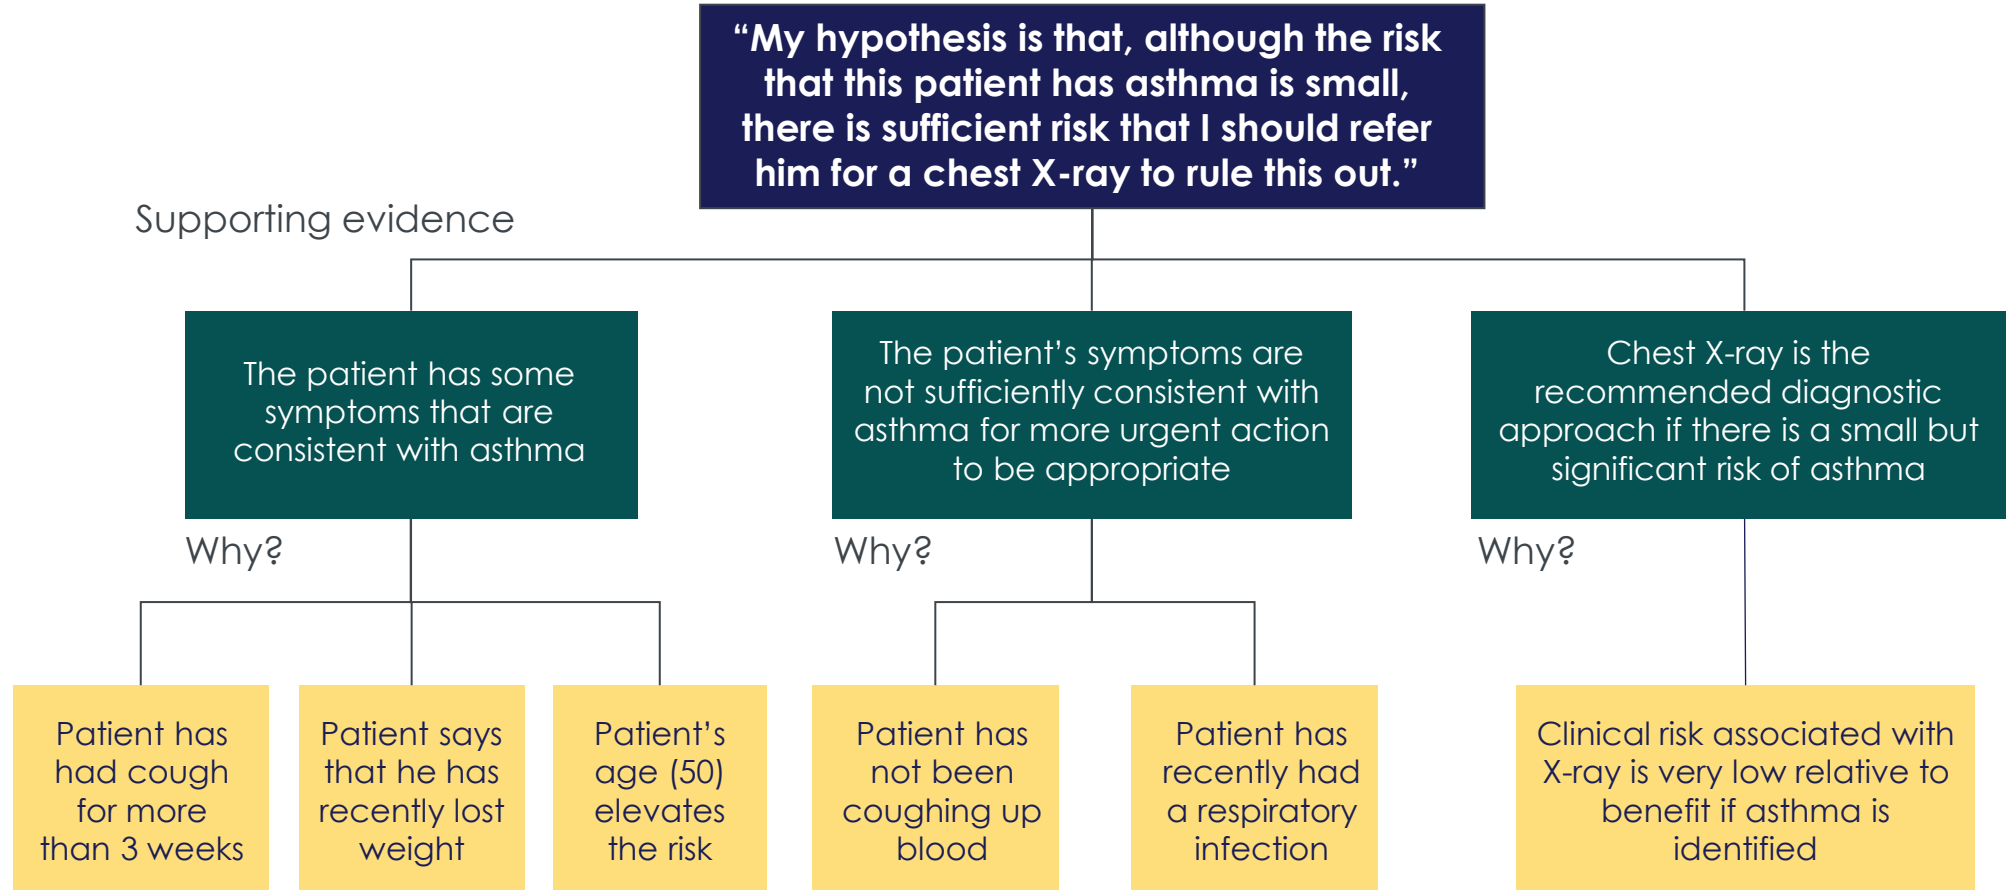 “My hypothesis is that, although the risk
that this patient has asthma is small,
there is sufficient risk that I should refer
him for a chest X-ray to rule this out.”
Supporting evidence
The patient has some
symptoms that are
consistent with asthma
The patient’s symptoms are
not sufficiently consistent with
asthma for more urgent action
to be appropriate
Chest X-ray is the
recommended diagnostic
approach if there is a small but
significant risk of asthma
Why?
Why?
Why?
Patient has
had cough
for more
than 3 weeks
Patient says
that he has
recently lost
weight
Patient’s
age (50)
elevates
the risk
Patient has
not been
coughing up
blood
Patient has
recently had
a respiratory
infection
Clinical risk associated with
X-ray is very low relative to
benefit if asthma is
identified